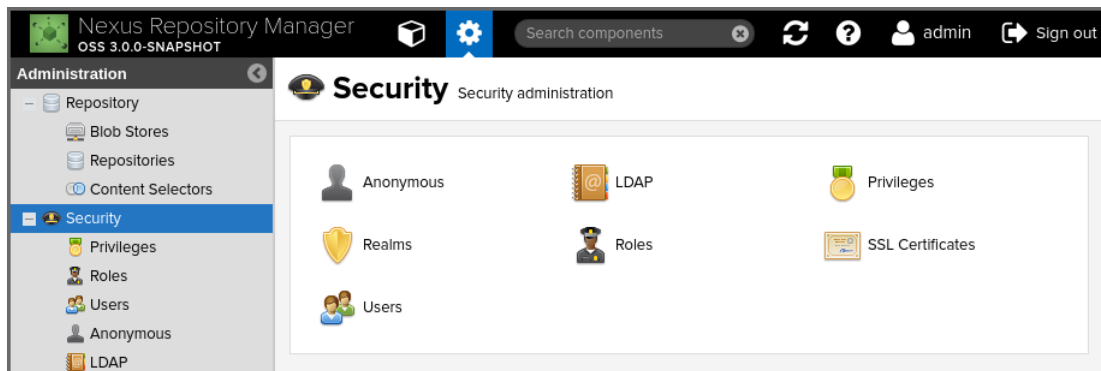 Nexus Repository Manager
OSS 3.0.0-SNAPSHOT
Search components
admin
Sign out
Administration
Repository
Blob Stores
Repositories
Content Selectors
Security
Privileges
Roles
Users
Anonymous
LDAP
Security Security administration
Anonymous LDAP Privileges
Realms Roles SSL Certificates
Users